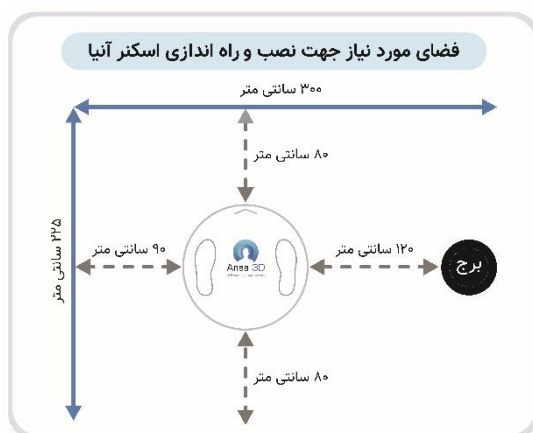 فضای مورد نیاز جهت نصب و راه اندازی اسکنر آنیا
۳۰۰ سانتی متر
۸۰ سانتی متر
۲۲۵ سانتی متر
۹۰ سانتی متر
۱۲۰ سانتی متر
برج
3D
۸۰ سانتی متر